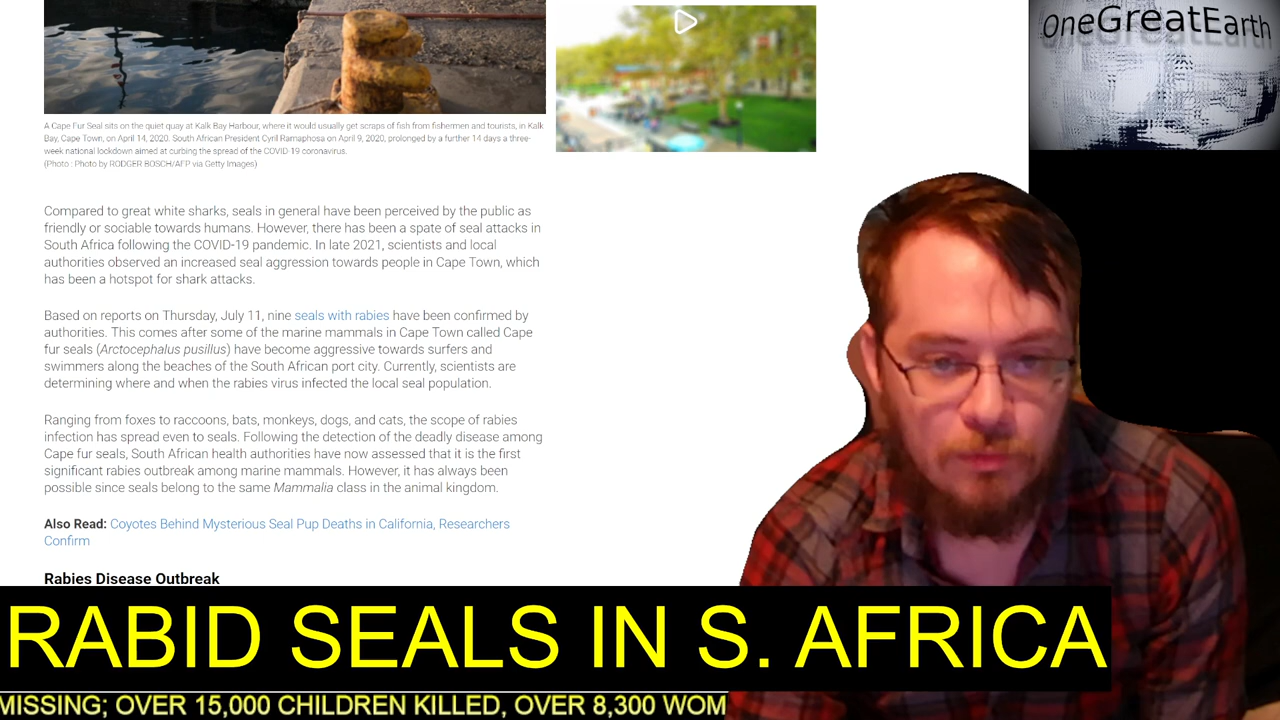 OneGreatEarth
A Cape Fur Seal sits on the quiet quay at Kalk Bay Harbour, where it would usually get scraps of fish from fishermen and tourists, in Kalk
Bay, Cape Town, on April 14, 2020. South African President Cyril Ramaphosa on April 9, 2020, prolonged by a further 14 days a three-
week national lockdown aimed at curbing the spread of the COVID-19 coronavirus.
(Photo : Photo by RODGER BOSCH/AFP via Getty Images)
Compared to great white sharks, seals in general have been perceived by the public as
friendly or sociable towards humans. However, there has been a spate of seal attacks in
South Africa following the COVID-19 pandemic. In late 2021, scientists and local
authorities observed an increased seal aggression towards people in Cape Town, which
has been a hotspot for shark attacks.
Based on reports on Thursday, July 11, nine seals with rabies have been confirmed by
authorities. This comes after some of the marine mammals in Cape Town called Cape
fur seals (Arctocephalus pusillus) have become aggressive towards surfers and
swimmers along the beaches of the South African port city. Currently, scientists are
determining where and when the rabies virus infected the local seal population.
Ranging from foxes to raccoons, bats, monkeys, dogs, and cats, the scope of rabies
infection has spread even to seals. Following the detection of the deadly disease among
Cape fur seals, South African health authorities have now assessed that it is the first
significant rabies outbreak among marine mammals. However, it has always been
possible since seals belong to the same Mammalia class in the animal kingdom.
Also Read: Coyotes Behind Mysterious Seal Pup Deaths in California, Researchers
Confirm
Rabies Disease Outbreak
RABID SEALS IN S. AFRICA
MISSING; OVER 15,000 CHILDREN KILLED, OVER 8,300 WOM